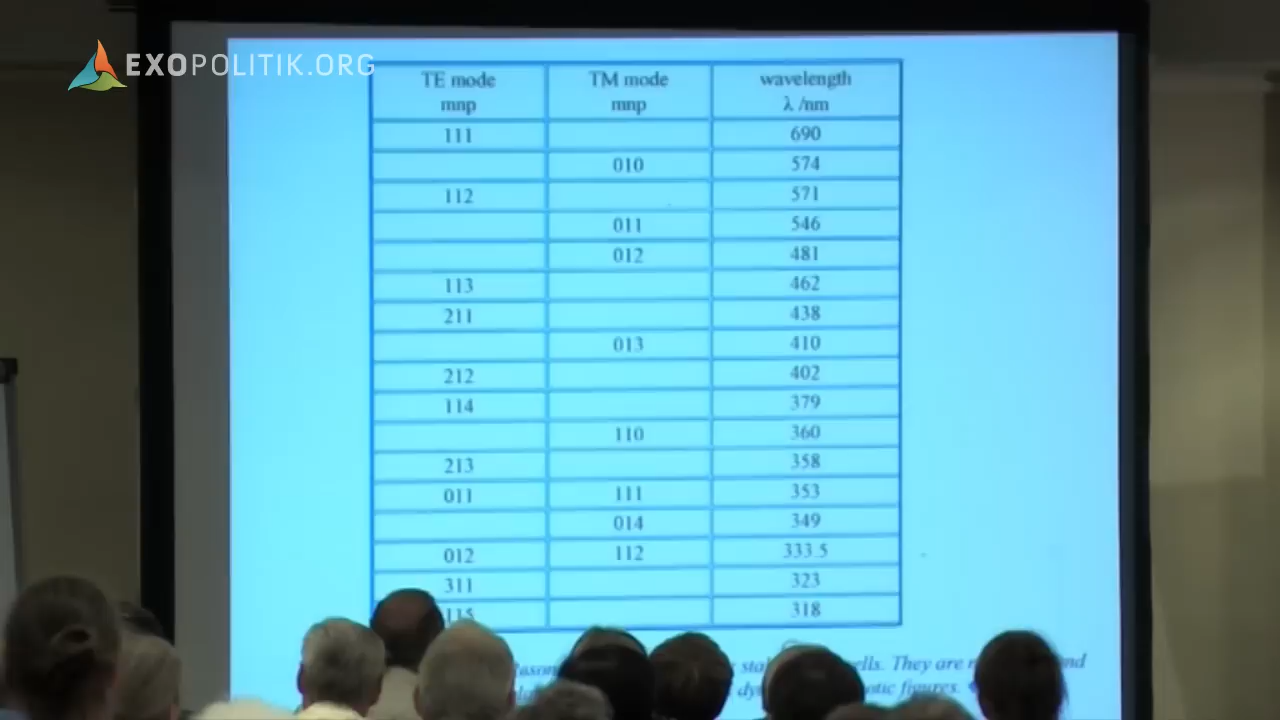 EXOPOLITIK.ORG
TE mode mnp TM mode mnp wavelength λ /nm
111 690
010 574
112 571
011 546
012 481
113 462
211 438
013 410
212 402
114 379
110 360
213 358
011 111 353
014 349
012 112 333.5
311 323
115 318
They are
figures.